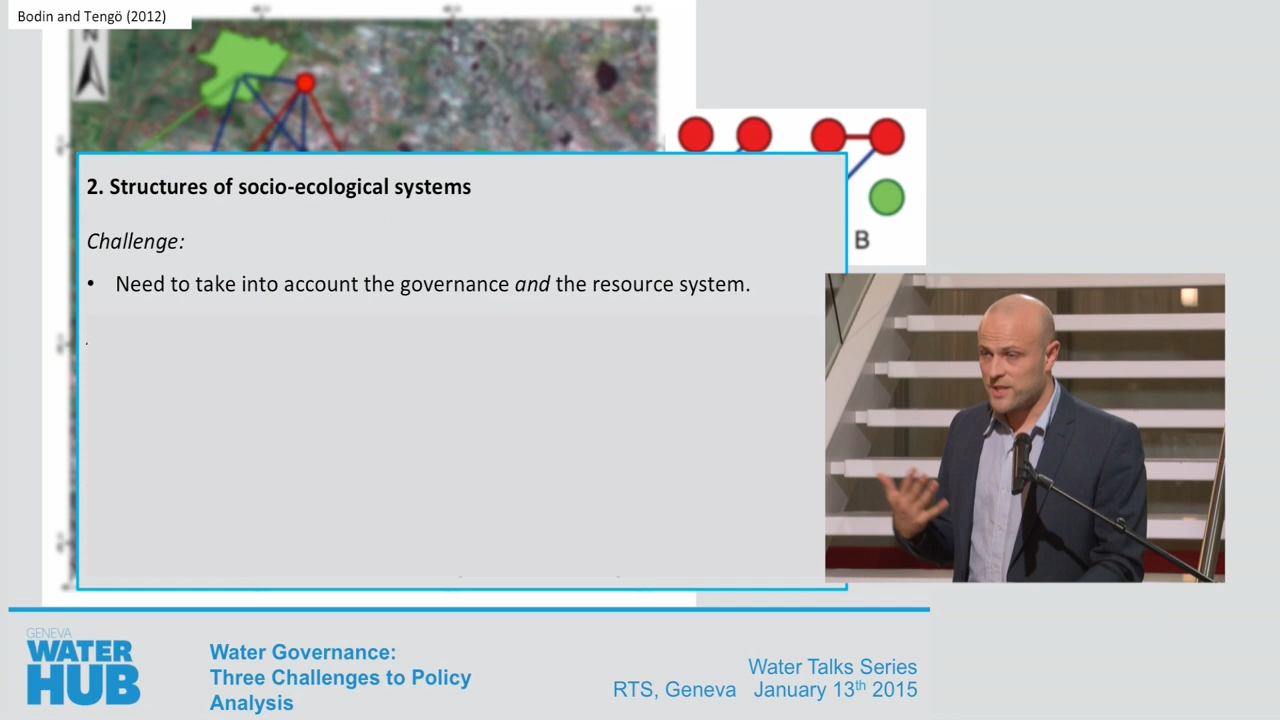 Bodin and Tengö (2012)
N
B
2. Structures of socio-ecological systems
Challenge:
• Need to take into account the governance and the resource system.
GENEVA
WATER
HUB
Water Governance:
Three Challenges to Policy
Analysis
Water Talks Series
RTS, Geneva January 13th 2015